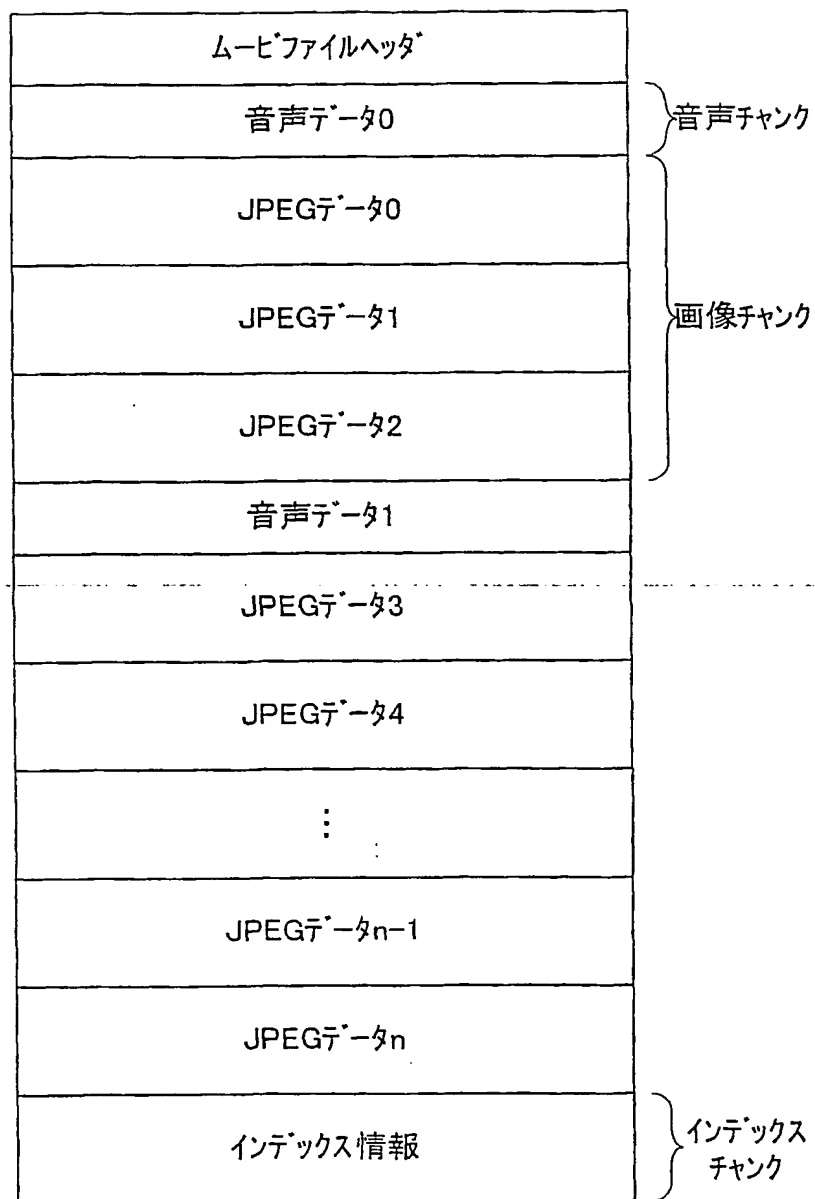 ムービファイルヘッダ
音声データ0
音声チャンク
JPEGデータ0
JPEGデータ1
画像チャンク
JPEGデータ2
音声データ1
JPEGデータ3
JPEGデータ4
⋮
JPEGデータn-1
JPEGデータn
インデックス情報
インデックス
チャンク